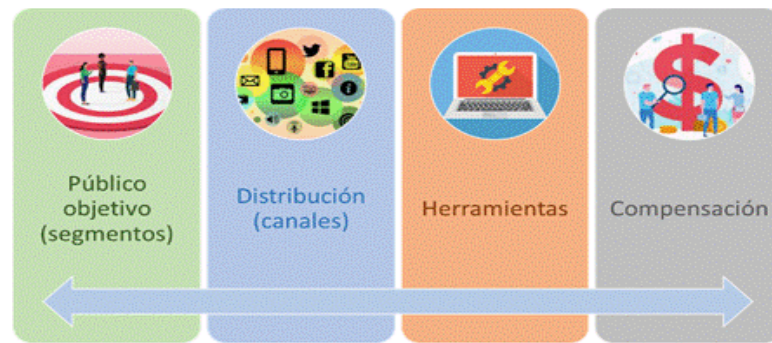 Público
objetivo
(segmentos)
Distribución
(canales)
Herramientas
Compensación